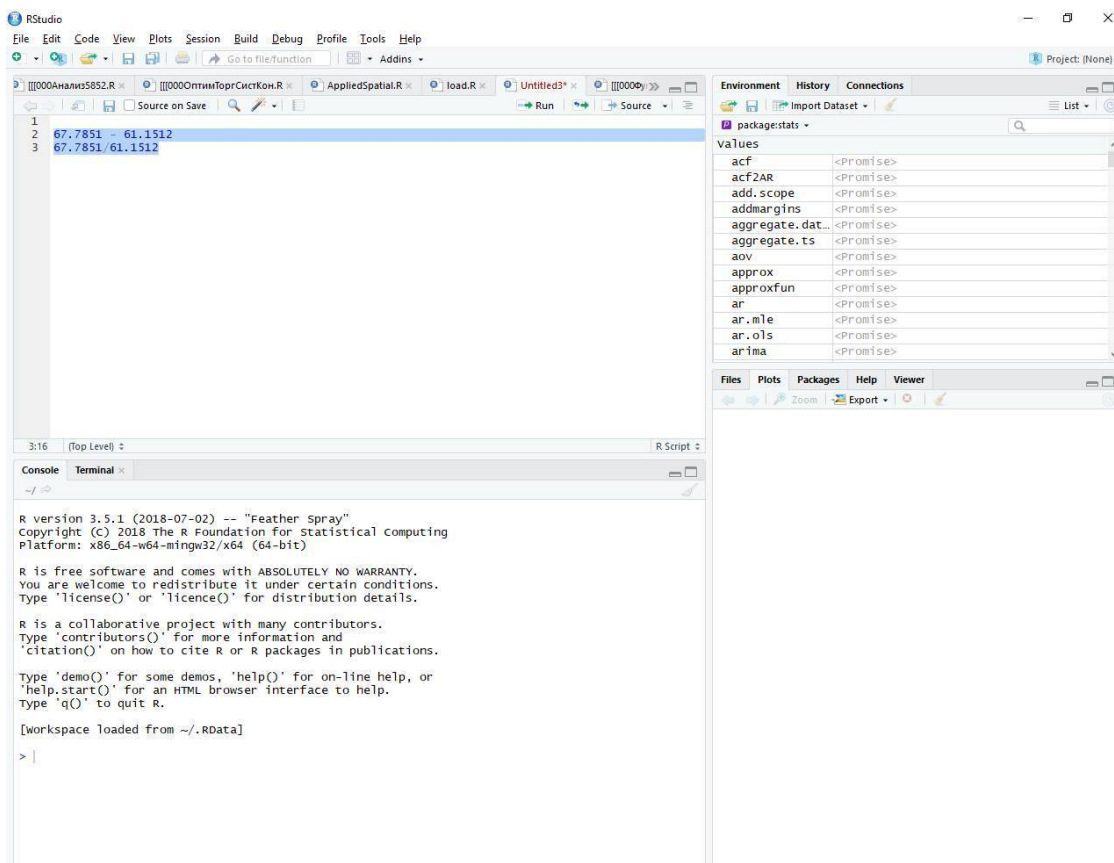 RStudio
File Edit Code View Plots Session Build Debug Profile Tools Help
Go to file/function Addins Project: (None)
[[[000Анализ5852.R [[[000ОптимТоргСистКон.R AppliedSpatial.R load.R Untitled3* [[[000Фу
Source on Save Run Source
1
2 67.7851 - 61.1512
3 67.7851/61.1512
3:16 (Top Level) R Script
Console Terminal
~/
R version 3.5.1 (2018-07-02) -- "Feather Spray"
Copyright (C) 2018 The R Foundation for Statistical Computing
Platform: x86_64-w64-mingw32/x64 (64-bit)
R is free software and comes with ABSOLUTELY NO WARRANTY.
You are welcome to redistribute it under certain conditions.
Type 'license()' or 'licence()' for distribution details.
R is a collaborative project with many contributors.
Type 'contributors()' for more information and
'citation()' on how to cite R or R packages in publications.
Type 'demo()' for some demos, 'help()' for on-line help, or
'help.start()' for an HTML browser interface to help.
Type 'q()' to quit R.
[Workspace loaded from ~/.RData]
>
Environment History Connections
Import Dataset List
package:stats
Values
acf <Promise>
acf2AR <Promise>
add.scope <Promise>
addmargins <Promise>
aggregate.dat… <Promise>
aggregate.ts <Promise>
aov <Promise>
approx <Promise>
approxfun <Promise>
ar <Promise>
ar.mle <Promise>
ar.ols <Promise>
arima <Promise>
Files Plots Packages Help Viewer
Zoom Export